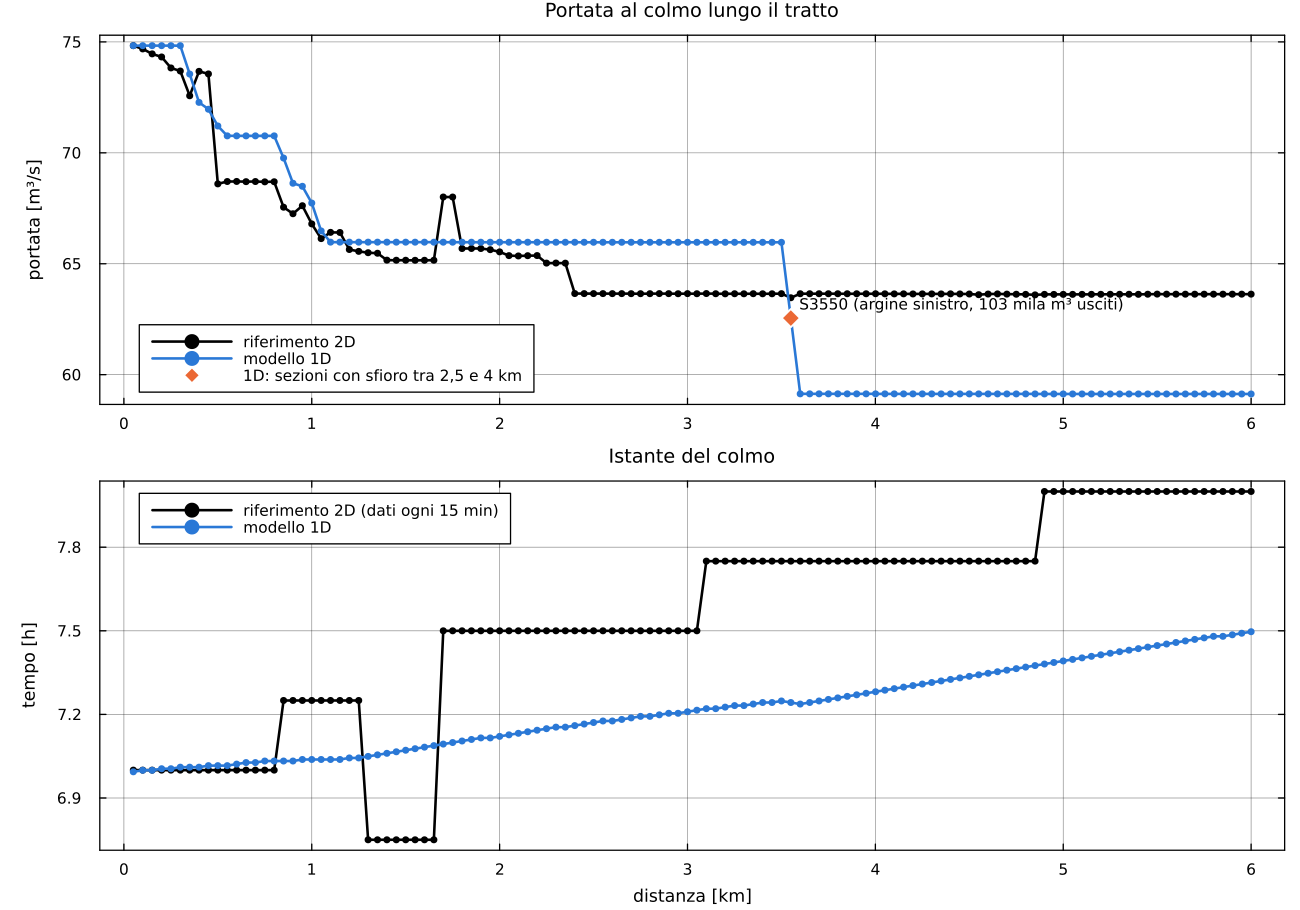 Portata al colmo lungo il tratto
portata [m³/s]
75
70
65
60
S3550 (argine sinistro, 103 mila m³ usciti)
riferimento 2D
modello 1D
1D: sezioni con sfioro tra 2,5 e 4 km
0 1 2 3 4 5 6
Istante del colmo
tempo [h]
7.8
7.5
7.2
6.9
riferimento 2D (dati ogni 15 min)
modello 1D
0 1 2 3 4 5 6
distanza [km]